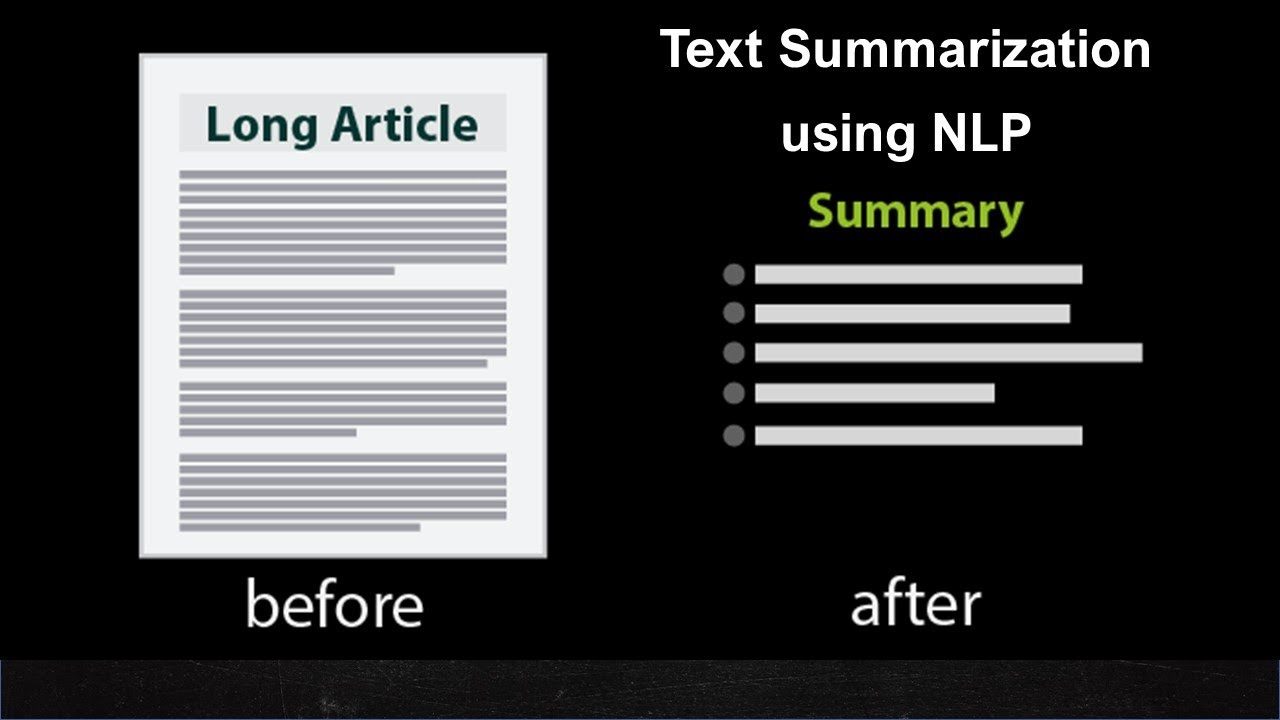 Text Summarization
using NLP
Long Article
Summary
before
after